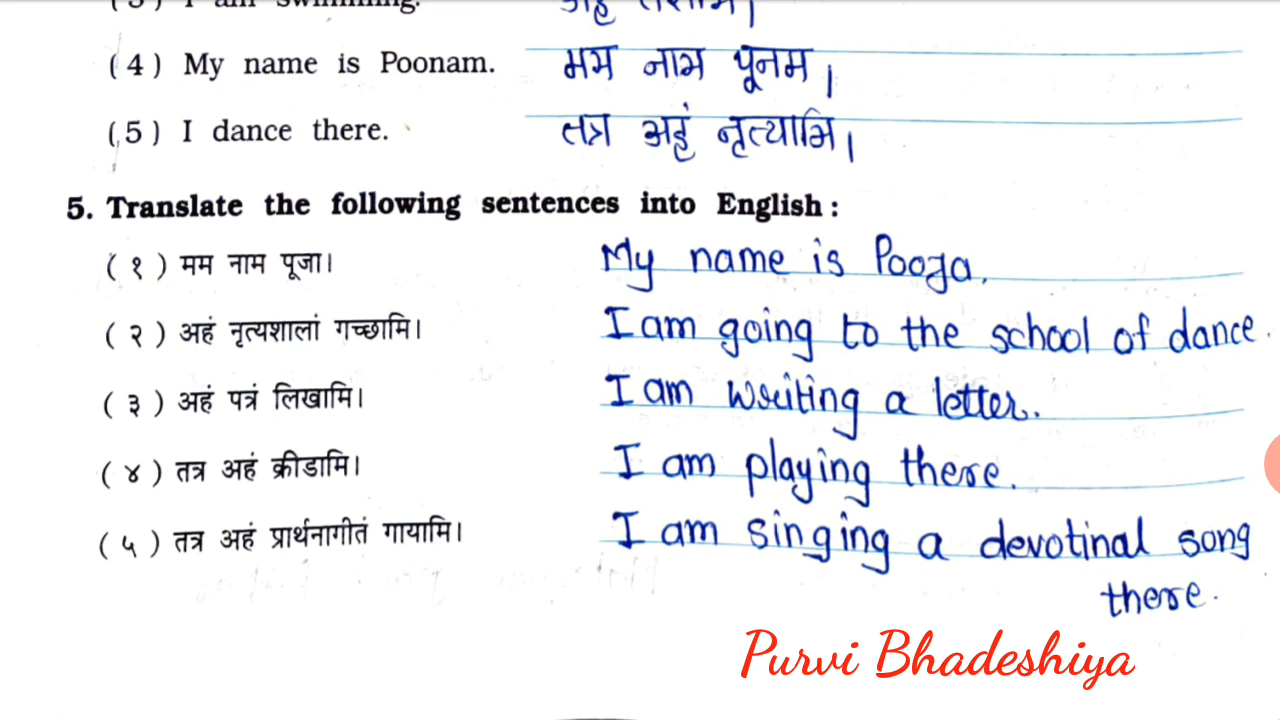 (4) My name is Poonam. मम नाम पूनम।
(5) I dance there. तत्र अहं नृत्यामि।
5. Translate the following sentences into English :
(१) मम नाम पूजा। My name is Pooja.
(२) अहं नृत्यशालां गच्छामि। I am going to the school of dance.
(३) अहं पत्रं लिखामि। I am writing a letter.
(४) तत्र अहं क्रीडामि। I am playing there.
(५) तत्र अहं प्रार्थनागीतं गायामि। I am singing a devotinal song
there.
Purvi Bhadeshiya